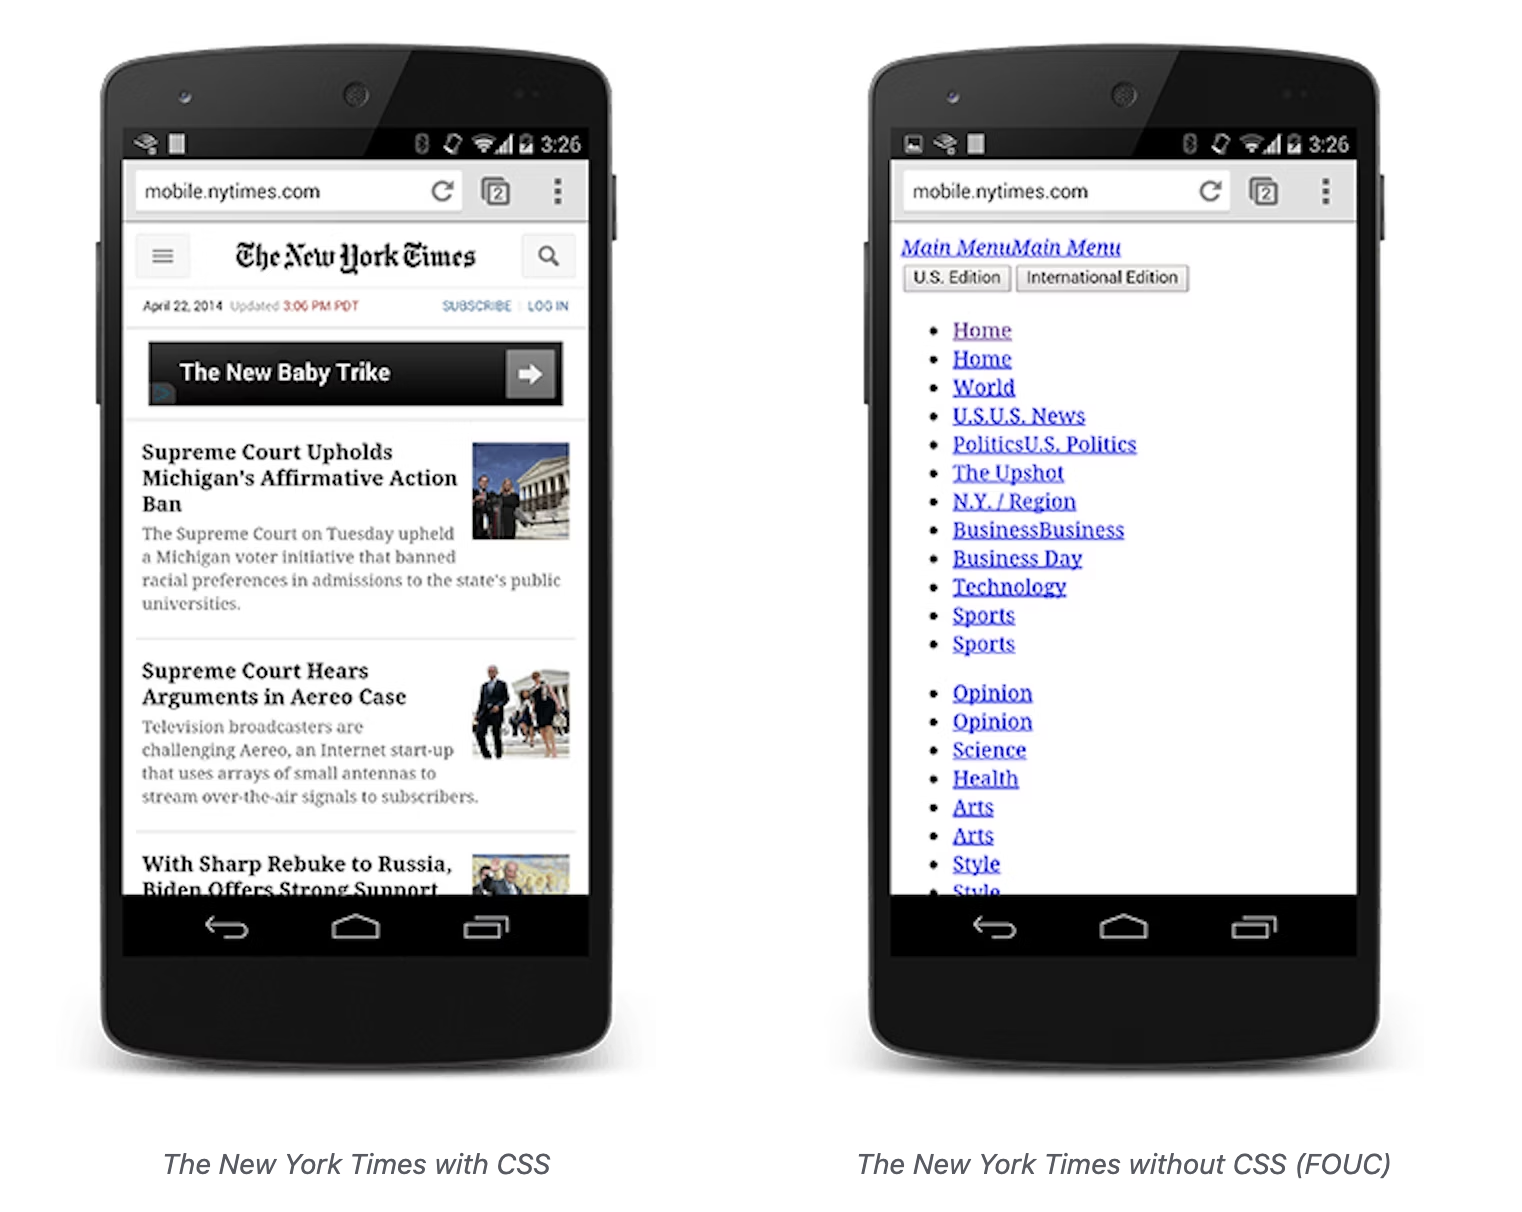 3:26
mobile.nytimes.com
2
The New York Times
April 22, 2014 Updated 3:06 PM PDT
SUBSCRIBE | LOG IN
The New Baby Trike
Supreme Court Upholds
Michigan's Affirmative Action
Ban
The Supreme Court on Tuesday upheld
a Michigan voter initiative that banned
racial preferences in admissions to the state's public
universities.
Supreme Court Hears
Arguments in Aereo Case
Television broadcasters are
challenging Aereo, an Internet start-up
that uses arrays of small antennas to
stream over-the-air signals to subscribers.
With Sharp Rebuke to Russia,
Biden Offers Strong Support
The New York Times with CSS
3:26
mobile.nytimes.com
2
Main MenuMain Menu
U.S. Edition
International Edition
Home
Home
World
U.S.U.S. News
PoliticsU.S. Politics
The Upshot
N.Y. / Region
BusinessBusiness
Business Day
Technology
Sports
Sports
Opinion
Opinion
Science
Health
Arts
Arts
Style
Style
The New York Times without CSS (FOUC)